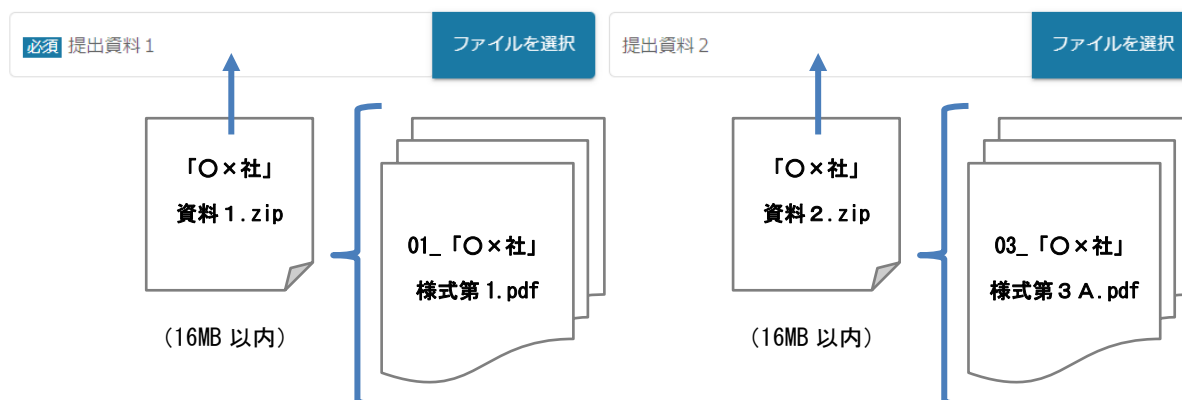 必須 提出資料1 ファイルを選択
提出資料2 ファイルを選択
「○×社」
資料1.zip
(16MB 以内)
01_「○×社」
様式第1.pdf
「○×社」
資料2.zip
(16MB 以内)
03_「○×社」
様式第3A.pdf